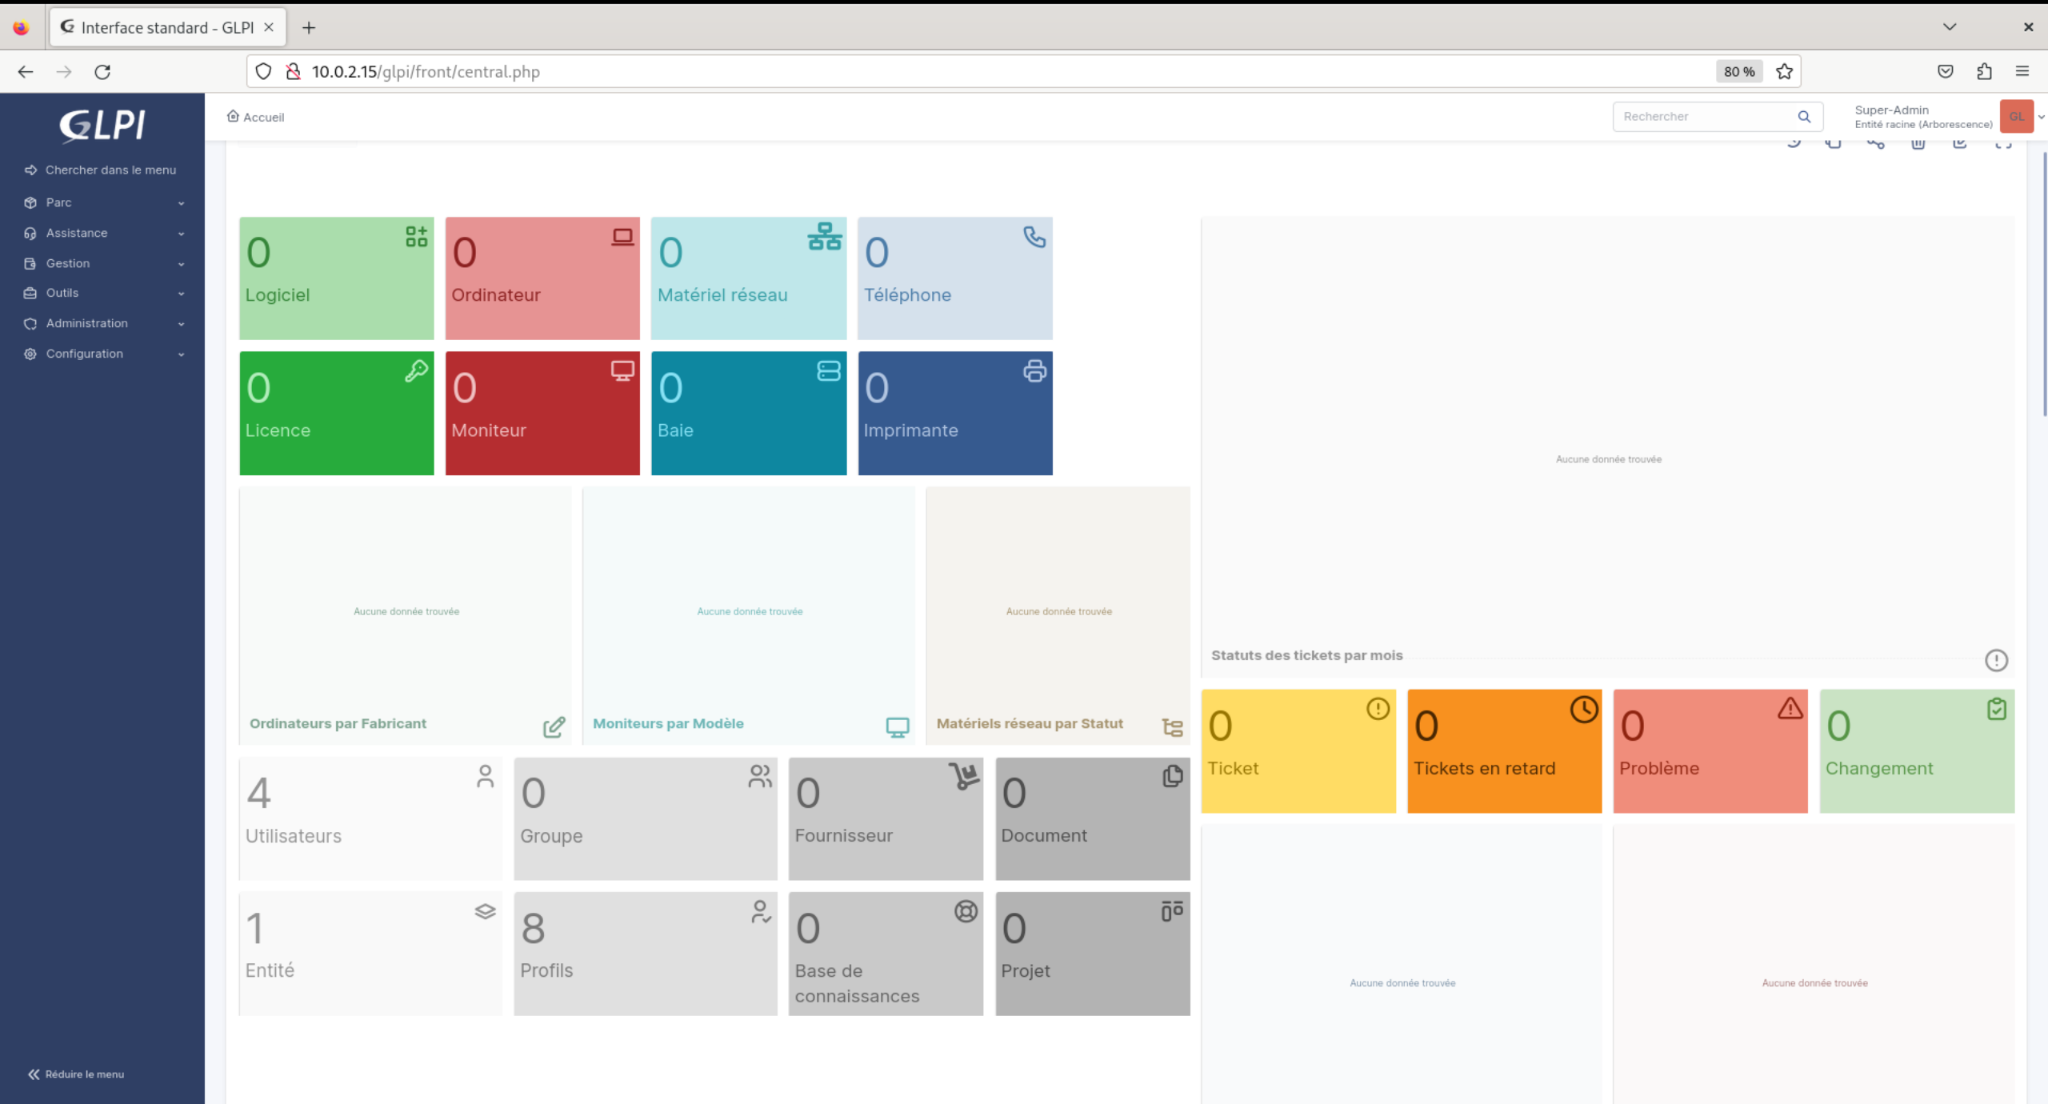 Interface standard - GLPI
10.0.2.15/glpi/front/central.php
80 %
GLPI
Accueil
Rechercher
Super-Admin
Entité racine (Arborescence)
GL
Chercher dans le menu
Parc
Assistance
Gestion
Outils
Administration
Configuration
Réduire le menu
0
Logiciel
0
Ordinateur
0
Matériel réseau
0
Téléphone
0
Licence
0
Moniteur
0
Baie
0
Imprimante
Aucune donnée trouvée
Ordinateurs par Fabricant
Aucune donnée trouvée
Moniteurs par Modèle
Aucune donnée trouvée
Matériels réseau par Statut
4
Utilisateurs
0
Groupe
0
Fournisseur
0
Document
1
Entité
8
Profils
0
Base de
connaissances
0
Projet
Aucune donnée trouvée
Statuts des tickets par mois
0
Ticket
0
Tickets en retard
0
Problème
0
Changement
Aucune donnée trouvée
Aucune donnée trouvée